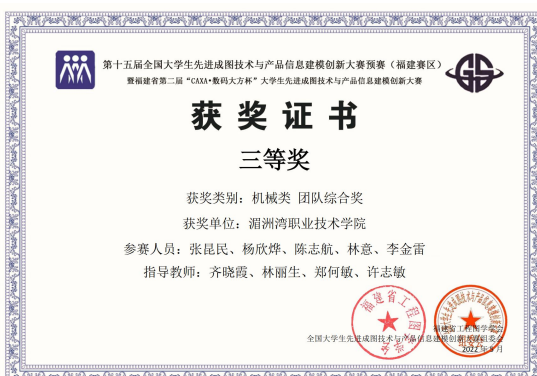 第十五届全国大学生先进成图技术与产品信息建模创新大赛预赛（福建赛区）
暨福建省第二届“CAXA·数码大方杯”大学生先进成图技术与产品信息建模创新大赛
获奖证书
三等奖
获奖类别：机械类 团队综合奖
获奖单位：湄洲湾职业技术学院
参赛人员：张昆民、杨欣烨、陈志航、林意、李金雷
指导教师：齐晓霞、林丽生、郑何敏、许志敏
福建省工程图学学会
全国大学生先进成图技术与产品信息建模创新大赛组委会
2022年 月